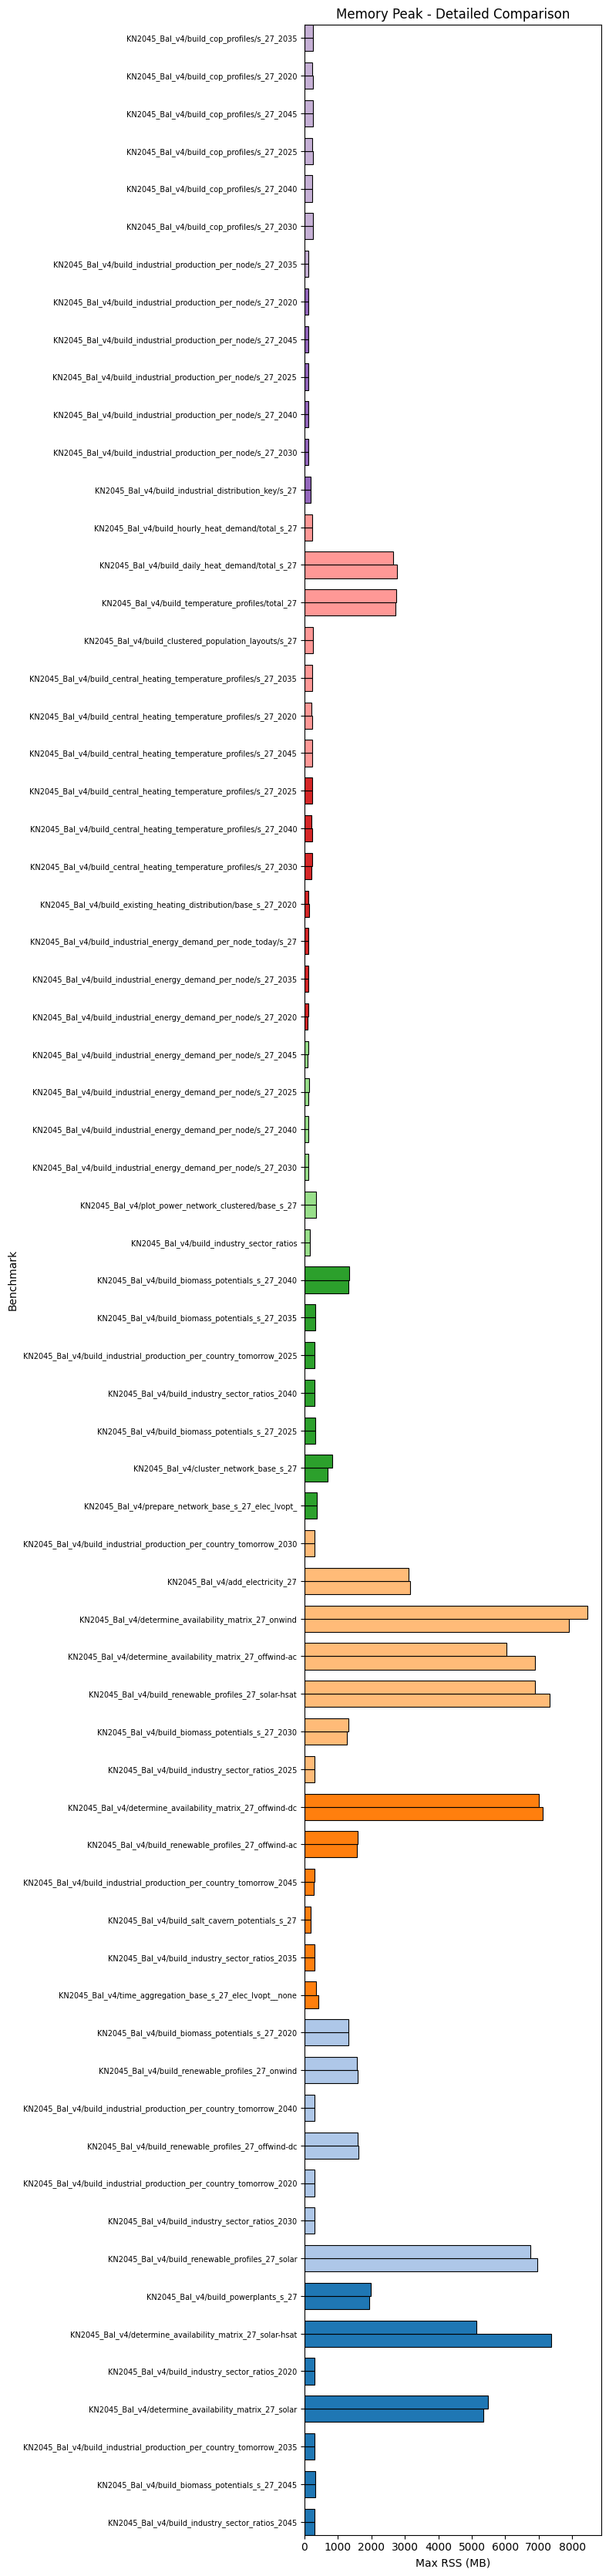 Memory Peak - Detailed Comparison
KN2045_Bal_v4/build_cop_profiles/s_27_2035
KN2045_Bal_v4/build_cop_profiles/s_27_2020
KN2045_Bal_v4/build_cop_profiles/s_27_2045
KN2045_Bal_v4/build_cop_profiles/s_27_2025
KN2045_Bal_v4/build_cop_profiles/s_27_2040
KN2045_Bal_v4/build_cop_profiles/s_27_2030
KN2045_Bal_v4/build_industrial_production_per_node/s_27_2035
KN2045_Bal_v4/build_industrial_production_per_node/s_27_2020
KN2045_Bal_v4/build_industrial_production_per_node/s_27_2045
KN2045_Bal_v4/build_industrial_production_per_node/s_27_2025
KN2045_Bal_v4/build_industrial_production_per_node/s_27_2040
KN2045_Bal_v4/build_industrial_production_per_node/s_27_2030
KN2045_Bal_v4/build_industrial_distribution_key/s_27
KN2045_Bal_v4/build_hourly_heat_demand/total_s_27
KN2045_Bal_v4/build_daily_heat_demand/total_s_27
KN2045_Bal_v4/build_temperature_profiles/total_27
KN2045_Bal_v4/build_clustered_population_layouts/s_27
KN2045_Bal_v4/build_central_heating_temperature_profiles/s_27_2035
KN2045_Bal_v4/build_central_heating_temperature_profiles/s_27_2020
KN2045_Bal_v4/build_central_heating_temperature_profiles/s_27_2045
KN2045_Bal_v4/build_central_heating_temperature_profiles/s_27_2025
KN2045_Bal_v4/build_central_heating_temperature_profiles/s_27_2040
KN2045_Bal_v4/build_central_heating_temperature_profiles/s_27_2030
KN2045_Bal_v4/build_existing_heating_distribution/base_s_27_2020
KN2045_Bal_v4/build_industrial_energy_demand_per_node_today/s_27
KN2045_Bal_v4/build_industrial_energy_demand_per_node/s_27_2035
KN2045_Bal_v4/build_industrial_energy_demand_per_node/s_27_2020
KN2045_Bal_v4/build_industrial_energy_demand_per_node/s_27_2045
KN2045_Bal_v4/build_industrial_energy_demand_per_node/s_27_2025
KN2045_Bal_v4/build_industrial_energy_demand_per_node/s_27_2040
KN2045_Bal_v4/build_industrial_energy_demand_per_node/s_27_2030
KN2045_Bal_v4/plot_power_network_clustered/base_s_27
KN2045_Bal_v4/build_industry_sector_ratios
KN2045_Bal_v4/build_biomass_potentials_s_27_2040
KN2045_Bal_v4/build_biomass_potentials_s_27_2035
KN2045_Bal_v4/build_industrial_production_per_country_tomorrow_2025
KN2045_Bal_v4/build_industry_sector_ratios_2040
KN2045_Bal_v4/build_biomass_potentials_s_27_2025
KN2045_Bal_v4/cluster_network_base_s_27
KN2045_Bal_v4/prepare_network_base_s_27_elec_lvopt_
KN2045_Bal_v4/build_industrial_production_per_country_tomorrow_2030
KN2045_Bal_v4/add_electricity_27
KN2045_Bal_v4/determine_availability_matrix_27_onwind
KN2045_Bal_v4/determine_availability_matrix_27_offwind-ac
KN2045_Bal_v4/build_renewable_profiles_27_solar-hsat
KN2045_Bal_v4/build_biomass_potentials_s_27_2030
KN2045_Bal_v4/build_industry_sector_ratios_2025
KN2045_Bal_v4/determine_availability_matrix_27_offwind-dc
KN2045_Bal_v4/build_renewable_profiles_27_offwind-ac
KN2045_Bal_v4/build_industrial_production_per_country_tomorrow_2045
KN2045_Bal_v4/build_salt_cavern_potentials_s_27
KN2045_Bal_v4/build_industry_sector_ratios_2035
KN2045_Bal_v4/time_aggregation_base_s_27_elec_lvopt__none
KN2045_Bal_v4/build_biomass_potentials_s_27_2020
KN2045_Bal_v4/build_renewable_profiles_27_onwind
KN2045_Bal_v4/build_industrial_production_per_country_tomorrow_2040
KN2045_Bal_v4/build_renewable_profiles_27_offwind-dc
KN2045_Bal_v4/build_industrial_production_per_country_tomorrow_2020
KN2045_Bal_v4/build_industry_sector_ratios_2030
KN2045_Bal_v4/build_renewable_profiles_27_solar
KN2045_Bal_v4/build_powerplants_s_27
KN2045_Bal_v4/determine_availability_matrix_27_solar-hsat
KN2045_Bal_v4/build_industry_sector_ratios_2020
KN2045_Bal_v4/determine_availability_matrix_27_solar
KN2045_Bal_v4/build_industrial_production_per_country_tomorrow_2035
KN2045_Bal_v4/build_biomass_potentials_s_27_2045
KN2045_Bal_v4/build_industry_sector_ratios_2045
Benchmark
0 1000 2000 3000 4000 5000 6000 7000 8000
Max RSS (MB)